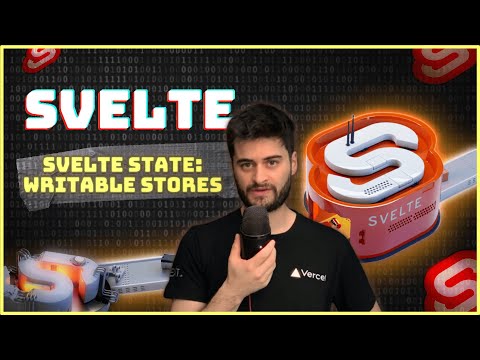 SVELTE
SVELTE STATE:
WRITABLE STORES
SVELTE
Vercel